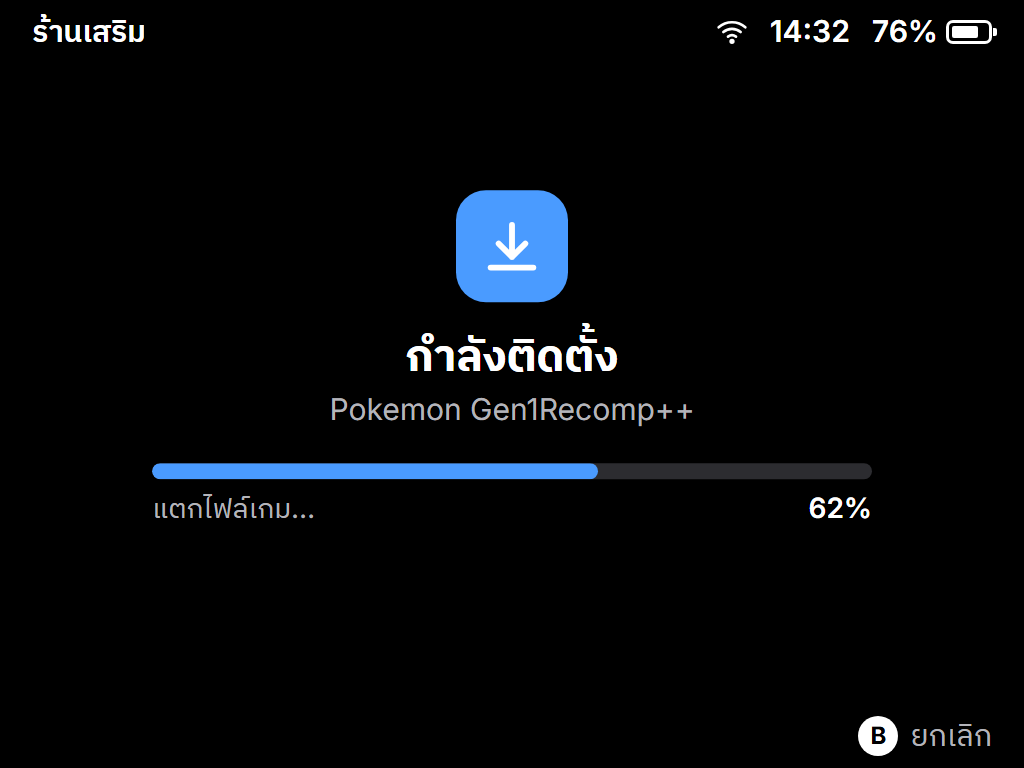 ร้านเสริม
14:32 76%
กำลังติดตั้ง
Pokemon Gen1Recomp++
แตกไฟล์เกม...
62%
B ยกเลิก